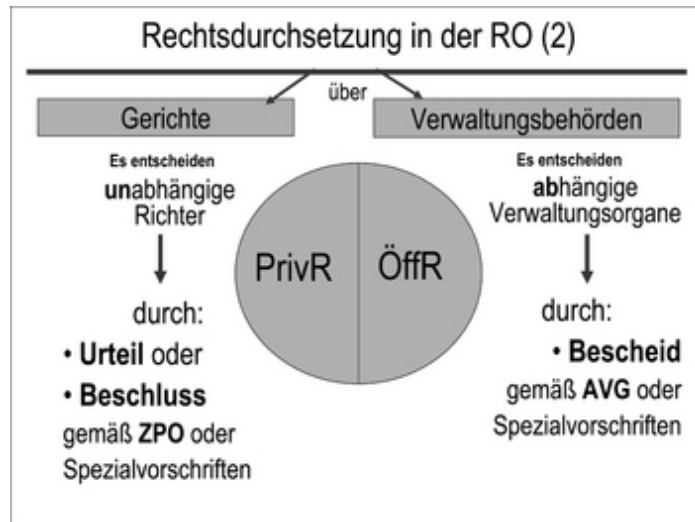 Rechtsdurchsetzung in der RO (2)
über
Gerichte
Es entscheiden
unabhängige
Richter
durch:
• Urteil oder
• Beschluss
gemäß ZPO oder
Spezialvorschriften
PrivR
ÖffR
Verwaltungsbehörden
Es entscheiden
abhängige
Verwaltungsorgane
durch:
• Bescheid
gemäß AVG oder
Spezialvorschriften